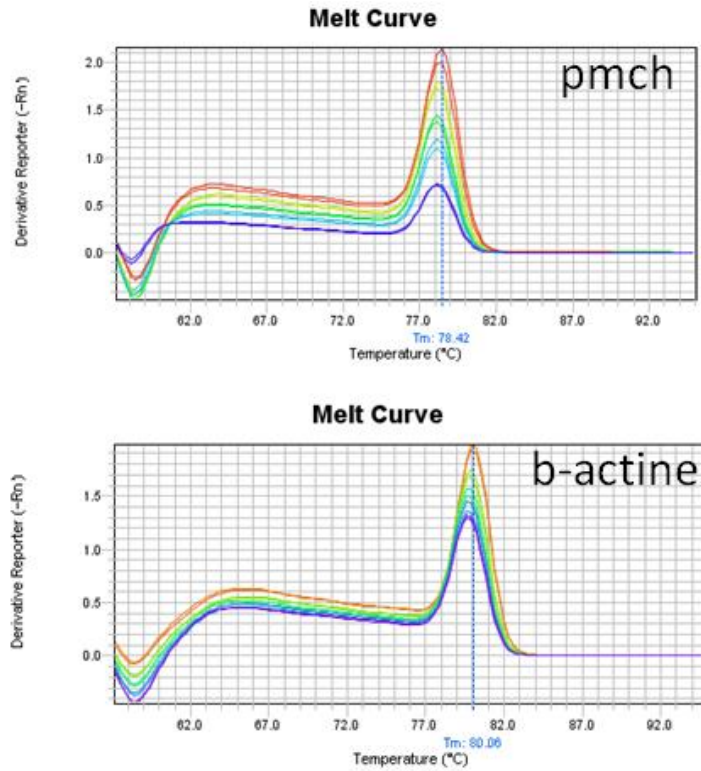 Melt Curve
pmch
Derivative Reporter (−Rn)
2.0
1.5
1.0
0.5
0.0
62.0 67.0 72.0 77.0 82.0 87.0 92.0
Tm: 78.42
Temperature (°C)
Melt Curve
b-actine
Derivative Reporter (−Rn)
1.5
1.0
0.5
0.0
62.0 67.0 72.0 77.0 82.0 87.0 92.0
Tm: 80.06
Temperature (°C)